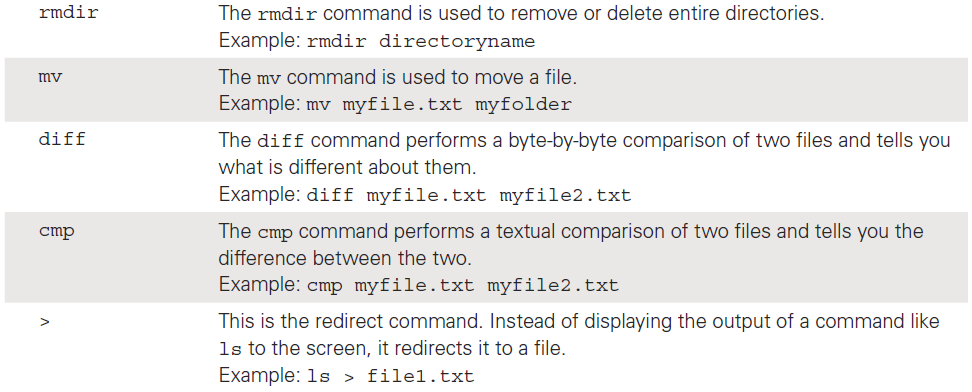 rmdir The rmdir command is used to remove or delete entire directories.
Example: rmdir directoryname
mv The mv command is used to move a file.
Example: mv myfile.txt myfolder
diff The diff command performs a byte-by-byte comparison of two files and tells you
what is different about them.
Example: diff myfile.txt myfile2.txt
cmp The cmp command performs a textual comparison of two files and tells you the
difference between the two.
Example: cmp myfile.txt myfile2.txt
> This is the redirect command. Instead of displaying the output of a command like
ls to the screen, it redirects it to a file.
Example: ls > file1.txt